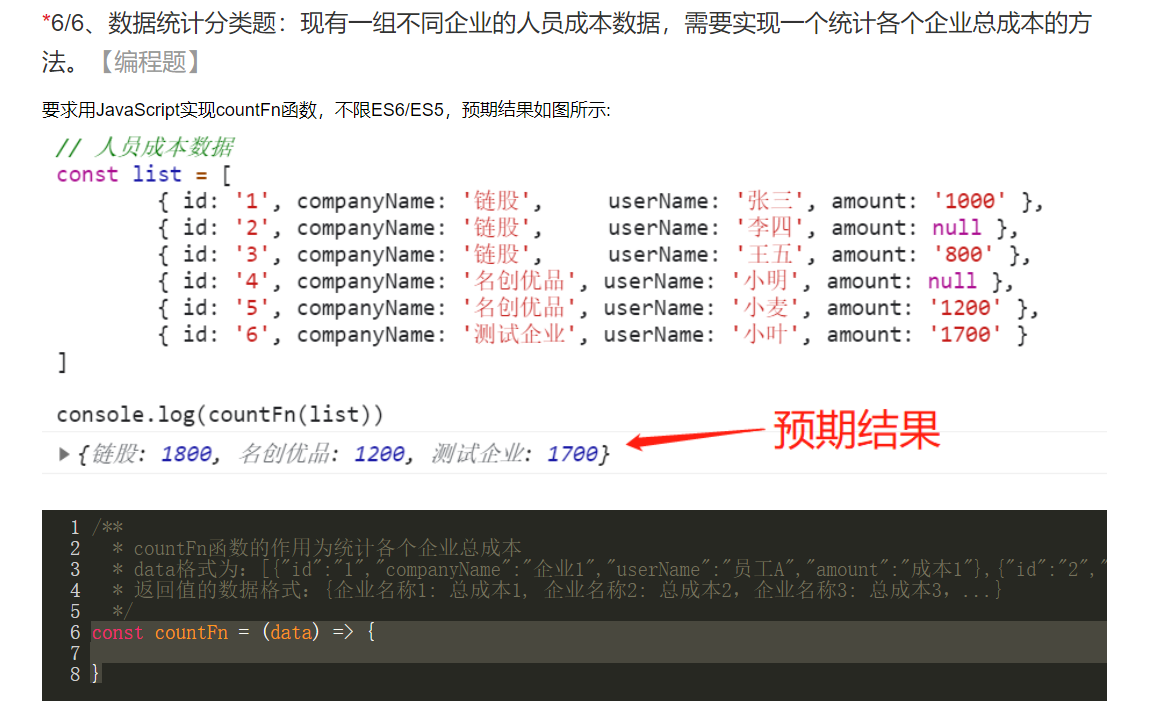 *6/6、数据统计分类题：现有一组不同企业的人员成本数据，需要实现一个统计各个企业总成本的方
法。【编程题】
要求用JavaScript实现countFn函数，不限ES6/ES5，预期结果如图所示:
// 人员成本数据
const list = [
{ id: '1', companyName: '链股', userName: '张三', amount: '1000' },
{ id: '2', companyName: '链股', userName: '李四', amount: null },
{ id: '3', companyName: '链股', userName: '王五', amount: '800' },
{ id: '4', companyName: '名创优品', userName: '小明', amount: null },
{ id: '5', companyName: '名创优品', userName: '小麦', amount: '1200' },
{ id: '6', companyName: '测试企业', userName: '小叶', amount: '1700' }
]
console.log(countFn(list))
{链股: 1800, 名创优品: 1200, 测试企业: 1700}
预期结果
1 /**
2 * countFn函数的作用为统计各个企业总成本
3 * data格式为：[{"id":"1","companyName":"企业1","userName":"员工A","amount":"成本1"},{"id":"2","
4 * 返回值的数据格式：{企业名称1: 总成本1, 企业名称2: 总成本2，企业名称3: 总成本3，...}
5 */
6 const countFn = (data) => {
7
8 }